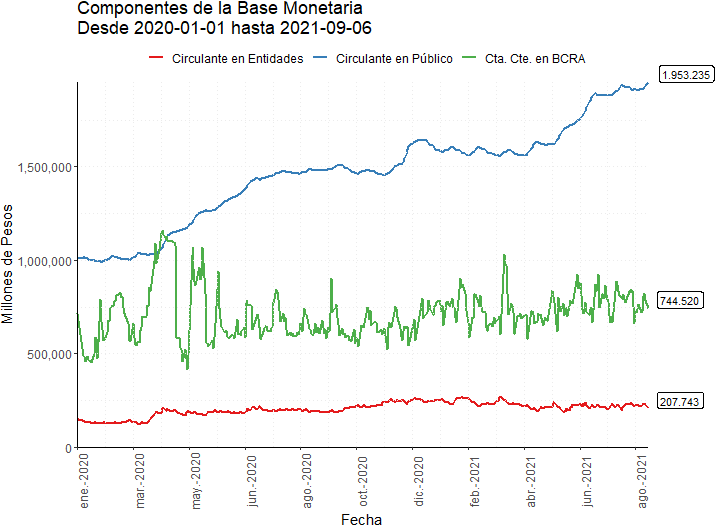 Componentes de la Base Monetaria
Desde 2020-01-01 hasta 2021-09-06
Circulante en Entidades Circulante en Público Cta. Cte. en BCRA
1.953.235
1,500,000
1,000,000
744.520
500,000
207.743
0
Millones de Pesos
ene.-2020 mar.-2020 may.-2020 jun.-2020 ago.-2020 oct.-2020 dic.-2020 feb.-2021 abr.-2021 jun.-2021 ago.-2021
Fecha